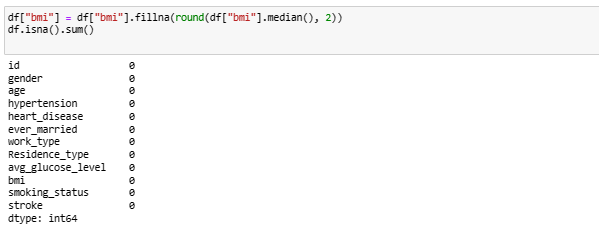 df["bmi"] = df["bmi"].fillna(round(df["bmi"].median(), 2))
df.isna().sum()
id 0
gender 0
age 0
hypertension 0
heart_disease 0
ever_married 0
work_type 0
Residence_type 0
avg_glucose_level 0
bmi 0
smoking_status 0
stroke 0
dtype: int64